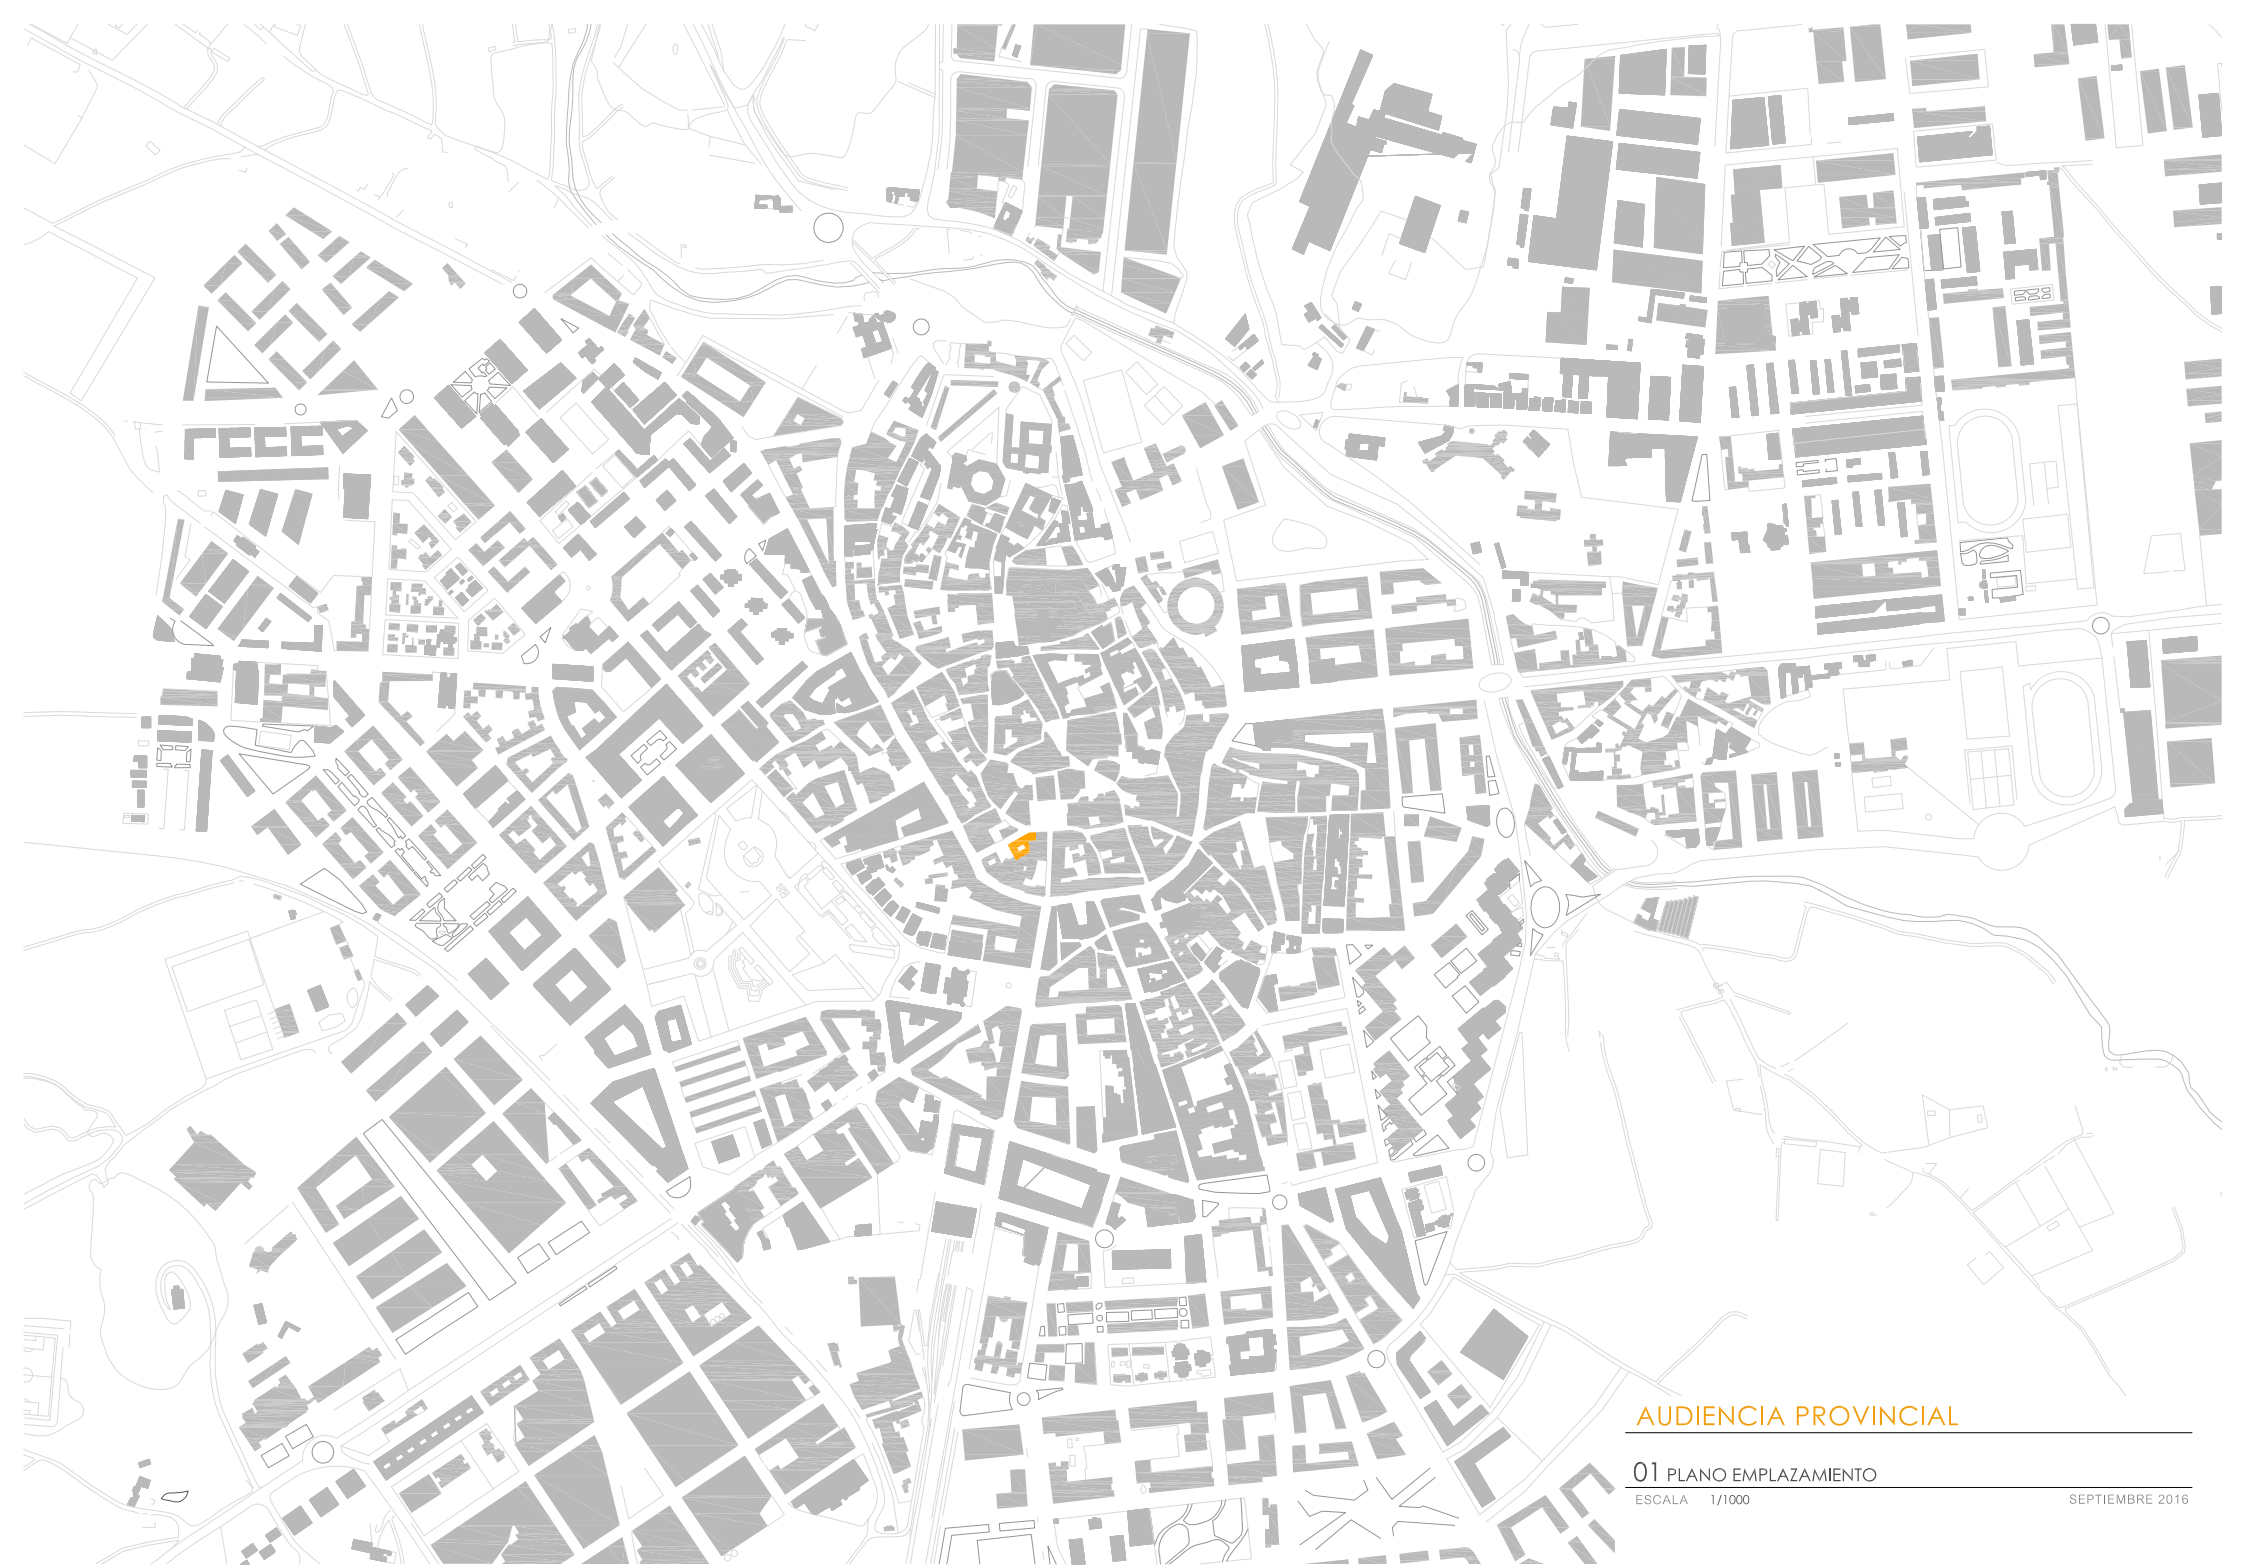 AUDIENCIA PROVINCIAL
01 PLANO EMPLAZAMIENTO
ESCALA 1/1000 SEPTIEMBRE 2016